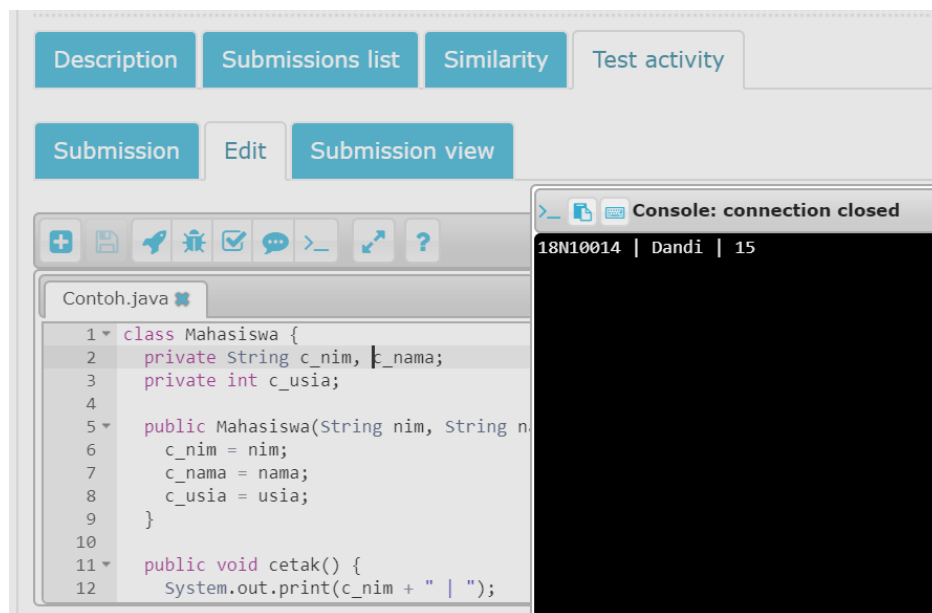 Description
Submissions list
Similarity
Test activity
Submission
Edit
Submission view
Console: connection closed
18N10014 | Dandi | 15
Contoh.java
1 class Mahasiswa {
2 private String c_nim, c_nama;
3 private int c_usia;
4
5 public Mahasiswa(String nim, String
6 c_nim = nim;
7 c_nama = nama;
8 c_usia = usia;
9 }
10
11 public void cetak() {
12 System.out.print(c_nim + " | ");